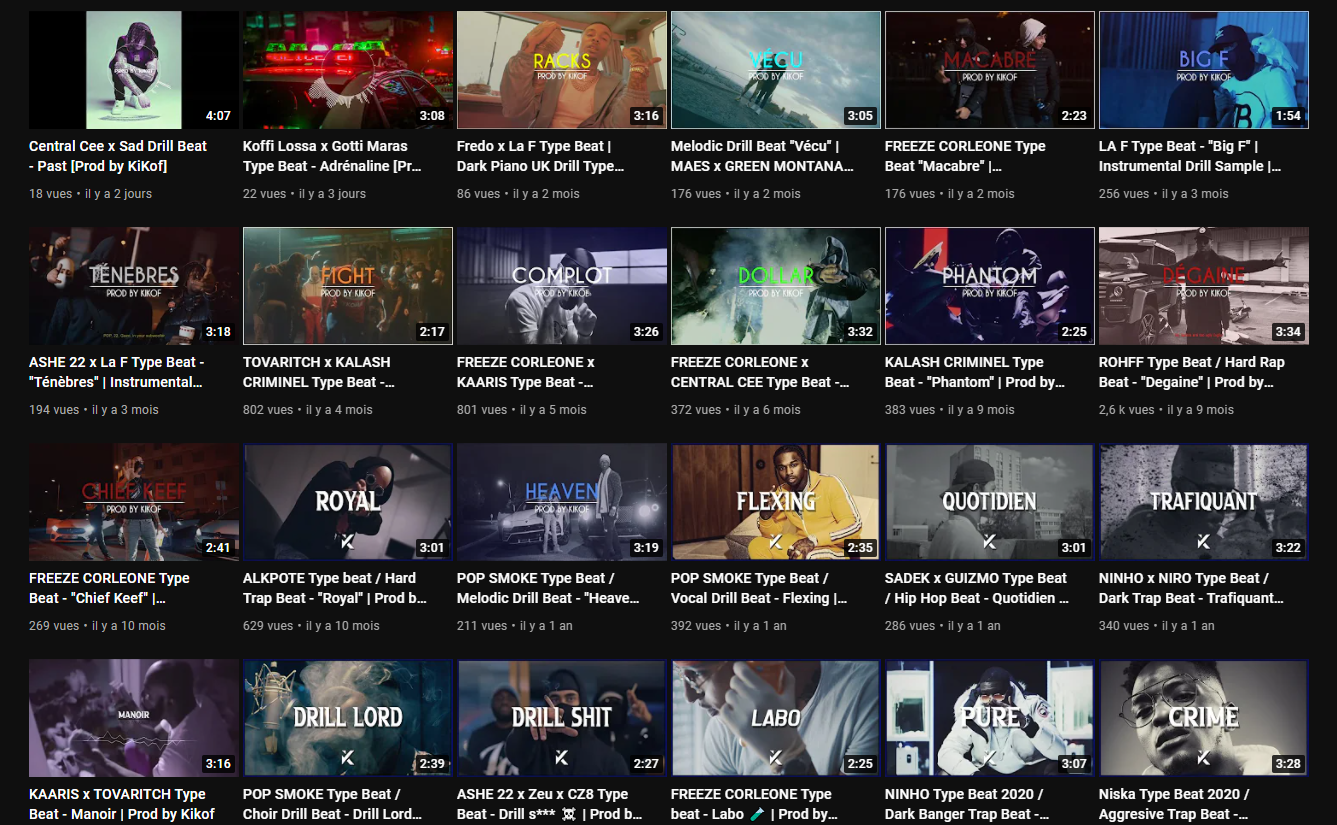 PROD BY KIKOF
4:07
3:08
RACKS
PROD BY KIKOF
3:16
VÉCU
PROD BY KIKOF
3:05
MACABRE
PROD BY KIKOF
2:23
BIG F
PROD BY KIKOF
1:54
Central Cee x Sad Drill Beat
- Past [Prod by KiKof]
18 vues • il y a 2 jours
Koffi Lossa x Gotti Maras
Type Beat - Adrénaline [Pr...
22 vues • il y a 3 jours
Fredo x La F Type Beat |
Dark Piano UK Drill Type...
86 vues • il y a 2 mois
Melodic Drill Beat "Vécu" |
MAES x GREEN MONTANA...
176 vues • il y a 2 mois
FREEZE CORLEONE Type
Beat "Macabre" |...
176 vues • il y a 2 mois
LA F Type Beat - "Big F" |
Instrumental Drill Sample |...
256 vues • il y a 3 mois
TÉNEBRES
PROD BY KIKOF
3:18
FIGHT
PROD BY KIKOF
2:17
COMPLOT
PROD BY KIKOF
3:26
DOLLAR
PROD BY KIKOF
3:32
PHANTOM
PROD BY KIKOF
2:25
DÉGAINE
PROD BY KIKOF
3:34
ASHE 22 x La F Type Beat -
"Ténèbres" | Instrumental...
194 vues • il y a 3 mois
TOVARITCH x KALASH
CRIMINEL Type Beat -...
802 vues • il y a 4 mois
FREEZE CORLEONE x
KAARIS Type Beat -...
801 vues • il y a 5 mois
FREEZE CORLEONE x
CENTRAL CEE Type Beat -...
372 vues • il y a 6 mois
KALASH CRIMINEL Type
Beat - "Phantom" | Prod by...
383 vues • il y a 9 mois
ROHFF Type Beat / Hard Rap
Beat - "Degaine" | Prod by...
2,6 k vues • il y a 9 mois
CHIEF KEEF
PROD BY KIKOF
2:41
ROYAL
K
3:01
HEAVEN
PROD BY KIKOF
3:19
FLEXING
K
2:35
QUOTIDIEN
K
3:01
TRAFIQUANT
K
3:22
FREEZE CORLEONE Type
Beat - "Chief Keef" |...
269 vues • il y a 10 mois
ALKPOTE Type beat / Hard
Trap Beat - "Royal" | Prod b...
629 vues • il y a 10 mois
POP SMOKE Type Beat /
Melodic Drill Beat - "Heave...
211 vues • il y a 1 an
POP SMOKE Type Beat /
Vocal Drill Beat - Flexing |...
392 vues • il y a 1 an
SADEK x GUIZMO Type Beat
/ Hip Hop Beat - Quotidien ...
286 vues • il y a 1 an
NINHO x NIRO Type Beat /
Dark Trap Beat - Trafiquant...
340 vues • il y a 1 an
MANOIR
3:16
DRILL LORD
K
2:39
DRILL SHIT
K
2:27
LABO
K
2:25
PURE
K
3:07
CRIME
K
3:28
KAARIS x TOVARITCH Type
Beat - Manoir | Prod by Kikof
POP SMOKE Type Beat /
Choir Drill Beat - Drill Lord...
ASHE 22 x Zeu x CZ8 Type
Beat - Drill s*** ☠ | Prod b...
FREEZE CORLEONE Type
beat - Labo 🧪 | Prod by...
NINHO Type Beat 2020 /
Dark Banger Trap Beat -...
Niska Type Beat 2020 /
Aggresive Trap Beat -...